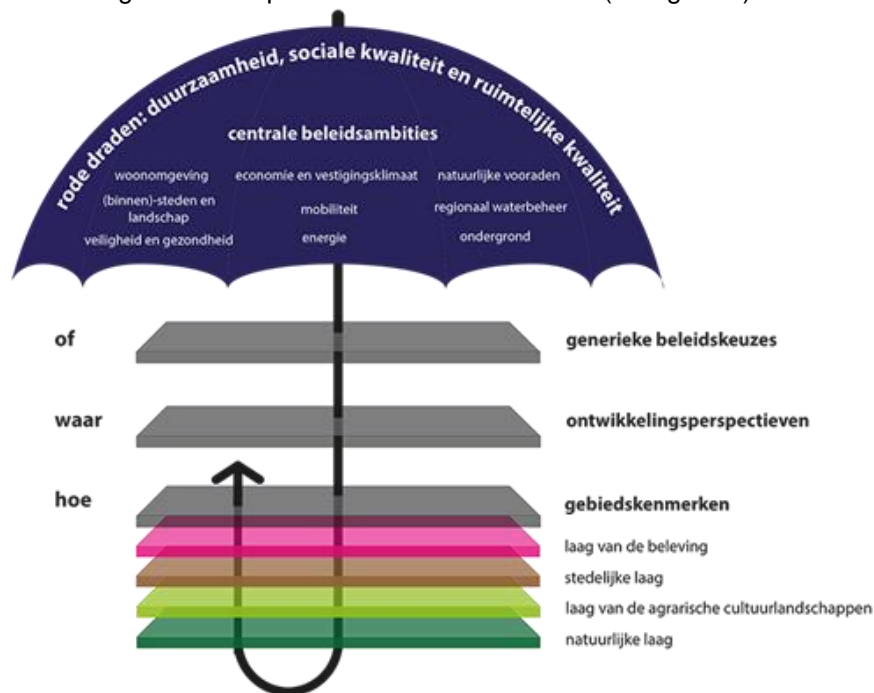 rode draden: duurzaamheid, sociale kwaliteit en ruimtelijke kwaliteit
centrale beleidsambities
woonomgeving
economie en vestigingsklimaat
natuurlijke vooraden
(binnen)-steden en
landschap
mobiliteit
regionaal waterbeheer
veiligheid en gezondheid
energie
ondergrond
of
generieke beleidskeuzes
waar
ontwikkelingsperspectieven
hoe
gebiedskenmerken
laag van de beleving
stedelijke laag
laag van de agrarische cultuurlandschappen
natuurlijke laag